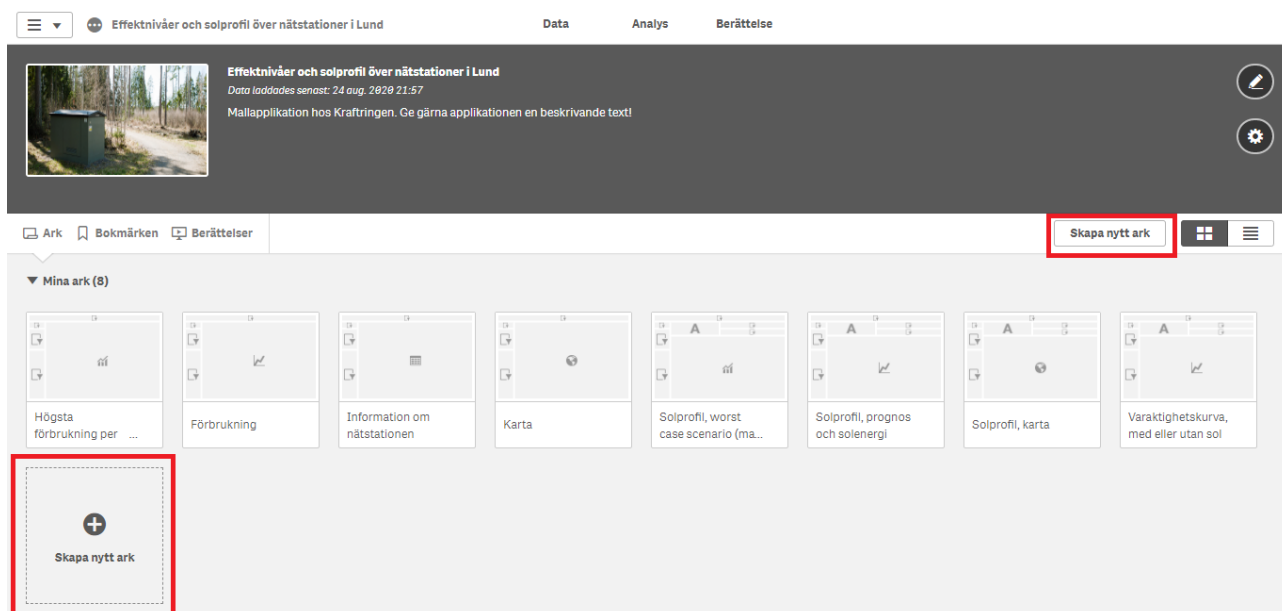 Effektnivåer och solprofil över nätstationer i Lund
Data
Analys
Berättelse
Effektnivåer och solprofil över nätstationer i Lund
Data laddades senast: 24 aug. 2020 21:57
Mallapplikation hos Kraftringen. Ge gärna applikationen en beskrivande text!
Ark
Bokmärken
Berättelser
Skapa nytt ark
Mina ark (8)
A
A
A
A
Högsta
förbrukning per ...
Förbrukning
Information om
nätstationen
Karta
Solprofil, worst
case scenario (ma...
Solprofil, prognos
och solenergi
Solprofil, karta
Varaktighetskurva,
med eller utan sol
Skapa nytt ark